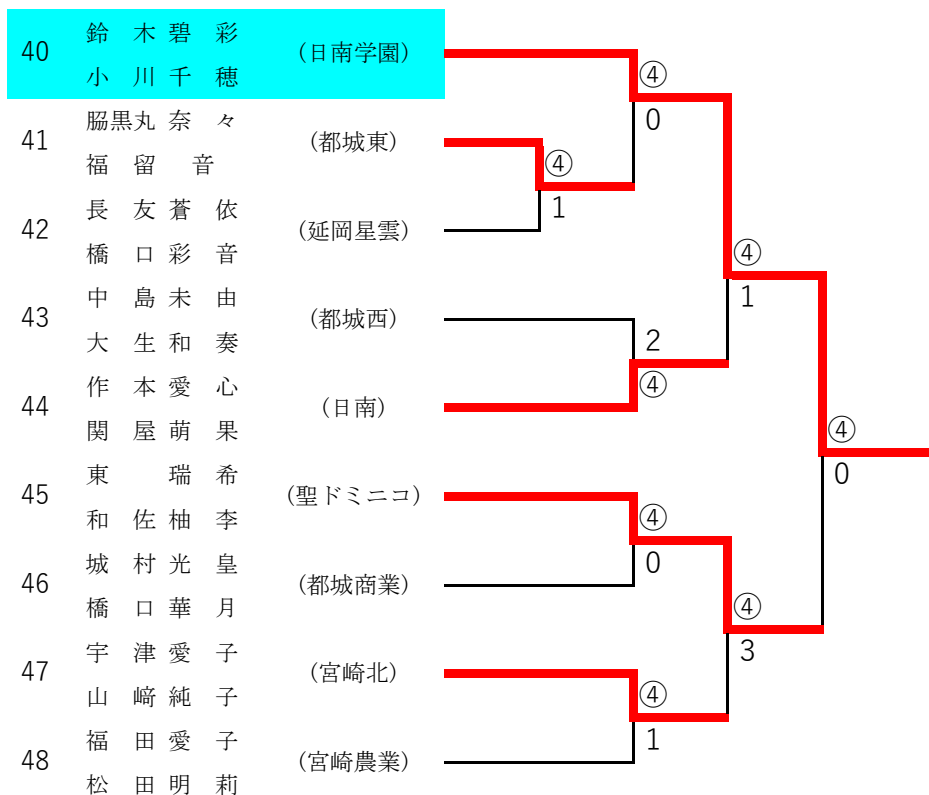 鈴木碧彩
40 (日南学園)
小川千穂
④
0
脇黒丸奈々
41 (都城東)
福留音
④
1
長友蒼依
42 (延岡星雲)
橋口彩音
④
1
中島未由
43 (都城西)
大生和奏
2
④
作本愛心
44 (日南)
関屋萌果
④
0
東瑞希
45 (聖ドミニコ)
和佐柚李
④
0
城村光皇
46 (都城商業)
橋口華月
④
3
宇津愛子
47 (宮崎北)
山﨑純子
④
1
福田愛子
48 (宮崎農業)
松田明莉